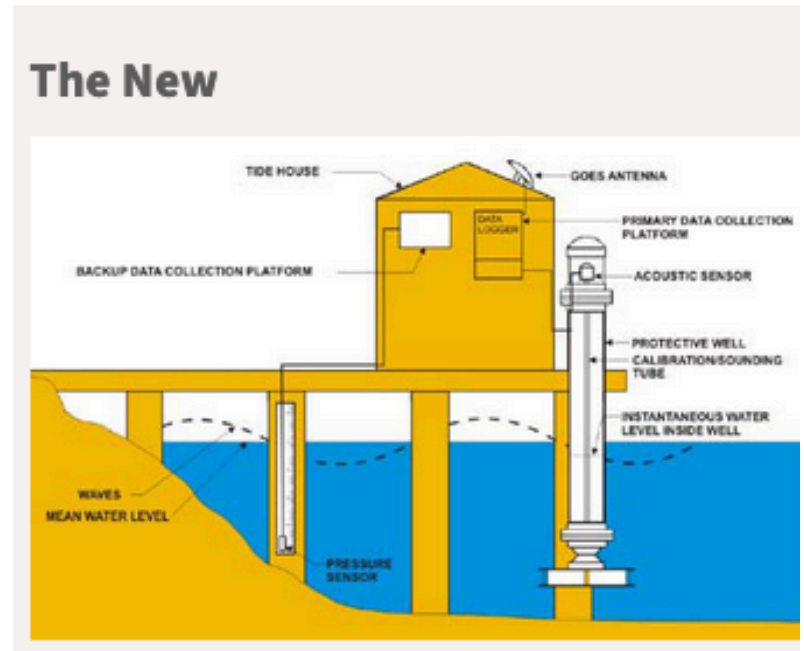 The New
TIDE HOUSE
GOES ANTENNA
DATA
LOGGER
PRIMARY DATA COLLECTION
PLATFORM
BACKUP DATA COLLECTION PLATFORM
ACOUSTIC SENSOR
PROTECTIVE WELL
CALIBRATION/SOUNDING
TUBE
INSTANTANEOUS WATER
LEVEL INSIDE WELL
WAVES
MEAN WATER LEVEL
PRESSURE
SENSOR